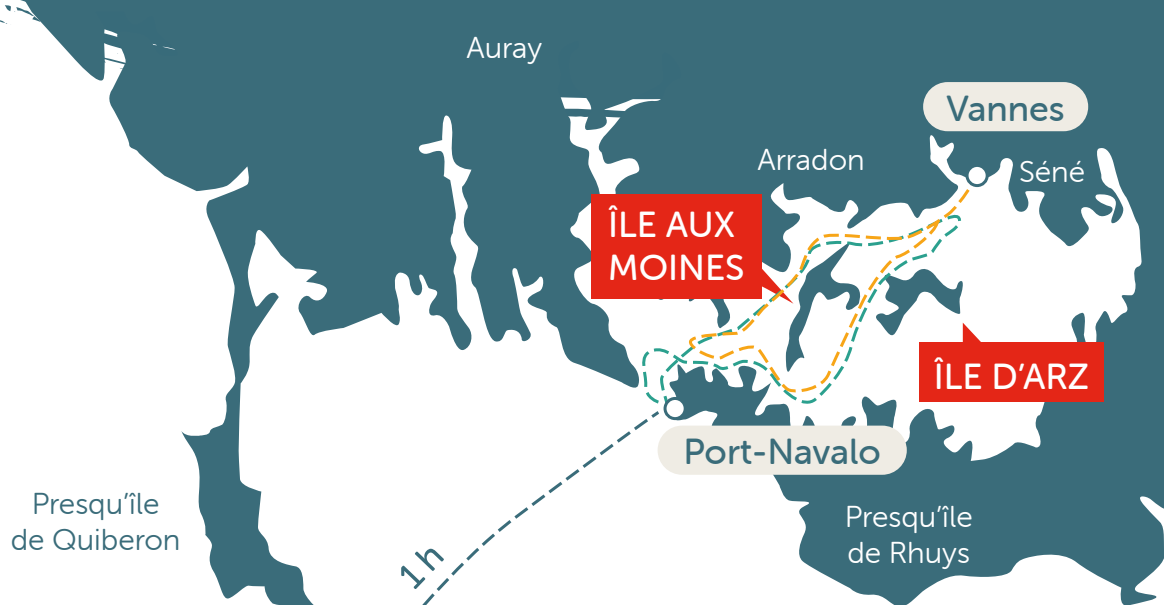 Auray
Vannes
Arradon
Séné
ÎLE AUX
MOINES
ÎLE D'ARZ
Port-Navalo
Presqu'île
de Quiberon
Presqu'île
de Rhuys
1 h